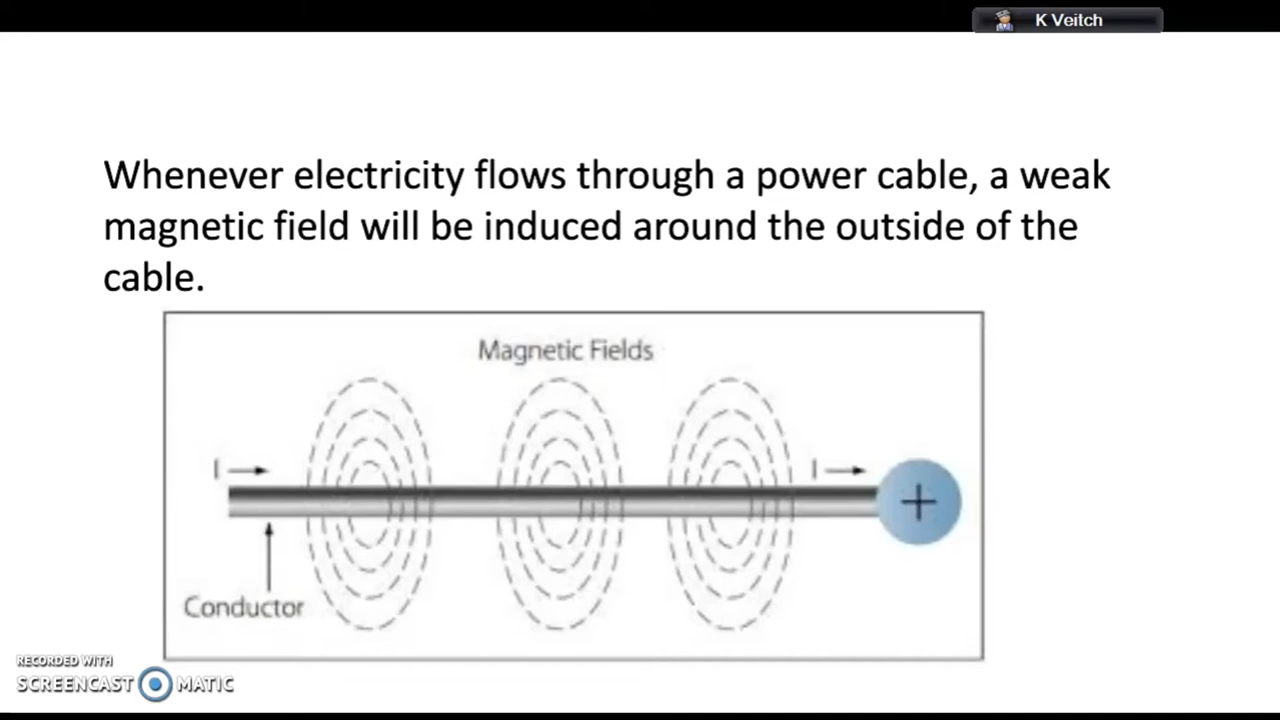 K Veitch
Whenever electricity flows through a power cable, a weak
magnetic field will be induced around the outside of the
cable.
Magnetic Fields
I
I
+
Conductor
RECORDED WITH
SCREENCAST MATIC